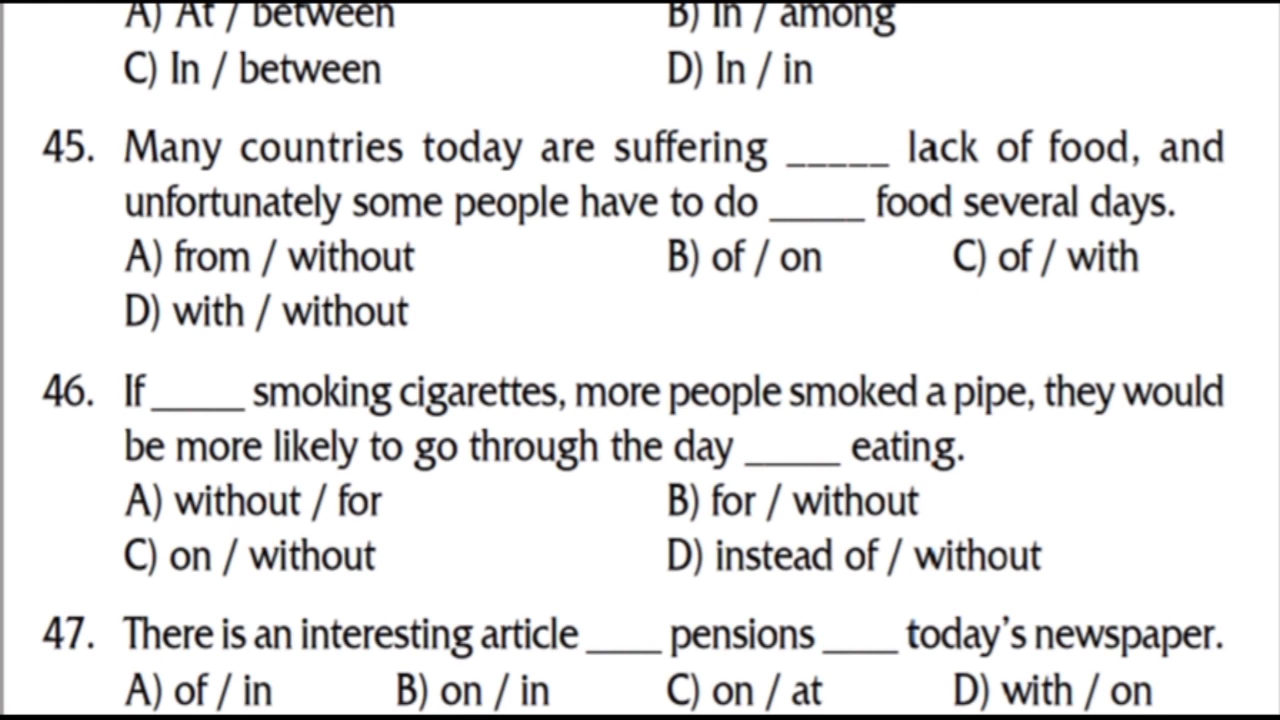 A) At / between B) In / among
C) In / between D) In / in
45. Many countries today are suffering _____ lack of food, and
unfortunately some people have to do _____ food several days.
A) from / without B) of / on C) of / with
D) with / without
46. If _____ smoking cigarettes, more people smoked a pipe, they would
be more likely to go through the day _____ eating.
A) without / for B) for / without
C) on / without D) instead of / without
47. There is an interesting article ____ pensions ____ today's newspaper.
A) of / in B) on / in C) on / at D) with / on